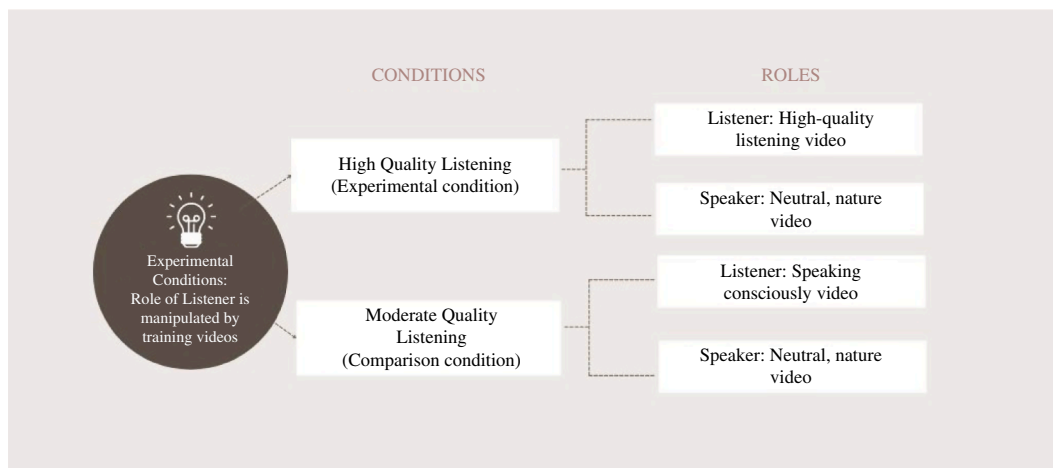 CONDITIONS
ROLES
Experimental
Conditions:
Role of Listener is
manipulated by
training videos
High Quality Listening
(Experimental condition)
Listener: High-quality
listening video
Speaker: Neutral, nature
video
Moderate Quality
Listening
(Comparison condition)
Listener: Speaking
consciously video
Speaker: Neutral, nature
video